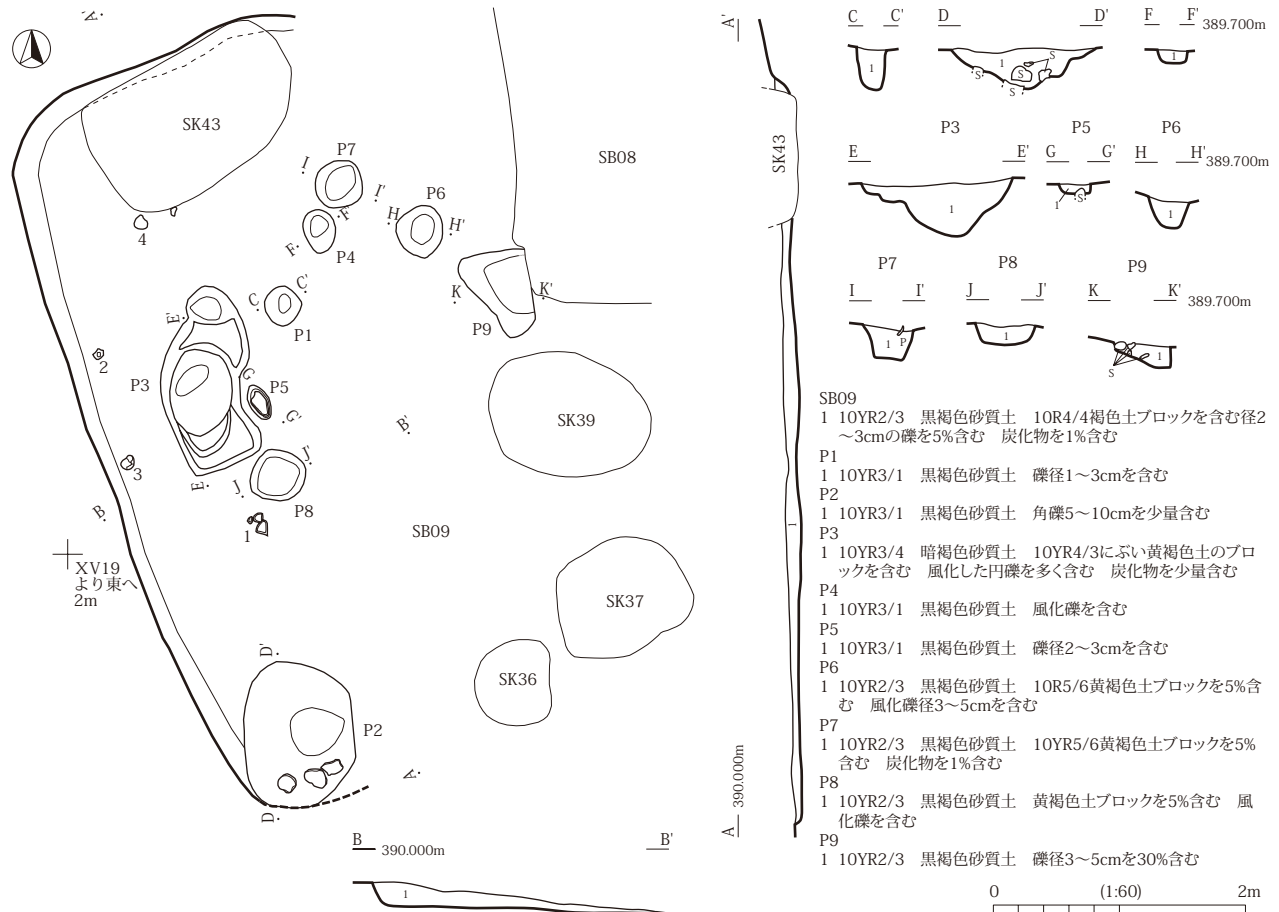 A'
SK43
SB08
P7
I
I'
P6
H
H'
F'
F
P4
4
C'
C
P1
K
K'
P9
E'
2
P3
G
P5
G'
SK39
B'
3
J'
J
E
P8
1
SB09
B
XV19
より東へ
2m
SK37
SK36
D'
P2
A
D
B 390.000m B'
1
A'
SK43
1
A 390.000m
C C' D D' F F' 389.700m
1 1 S S S S 1
P3 P5 P6
E E' G G' H H' 389.700m
1 1 S 1
P7 P8 P9
I I' J J' K K' 389.700m
1 P 1 S 1
SB09
1 10YR2/3 黒褐色砂質土 10R4/4褐色土ブロックを含む径2
～3cmの礫を5%含む 炭化物を1%含む
P1
1 10YR3/1 黒褐色砂質土 礫径1～3cmを含む
P2
1 10YR3/1 黒褐色砂質土 角礫5～10cmを少量含む
P3
1 10YR3/4 暗褐色砂質土 10YR4/3にぶい黄褐色土のブロ
ックを含む 風化した円礫を多く含む 炭化物を少量含む
P4
1 10YR3/1 黒褐色砂質土 風化礫を含む
P5
1 10YR3/1 黒褐色砂質土 礫径2～3cmを含む
P6
1 10YR2/3 黒褐色砂質土 10R5/6黄褐色土ブロックを5%含
む 風化礫径3～5cmを含む
P7
1 10YR2/3 黒褐色砂質土 10YR5/6黄褐色土ブロックを5%
含む 炭化物を1%含む
P8
1 10YR2/3 黒褐色砂質土 黄褐色土ブロックを5%含む 風
化礫を含む
P9
1 10YR2/3 黒褐色砂質土 礫径3～5cmを30%含む
0 (1:60) 2m